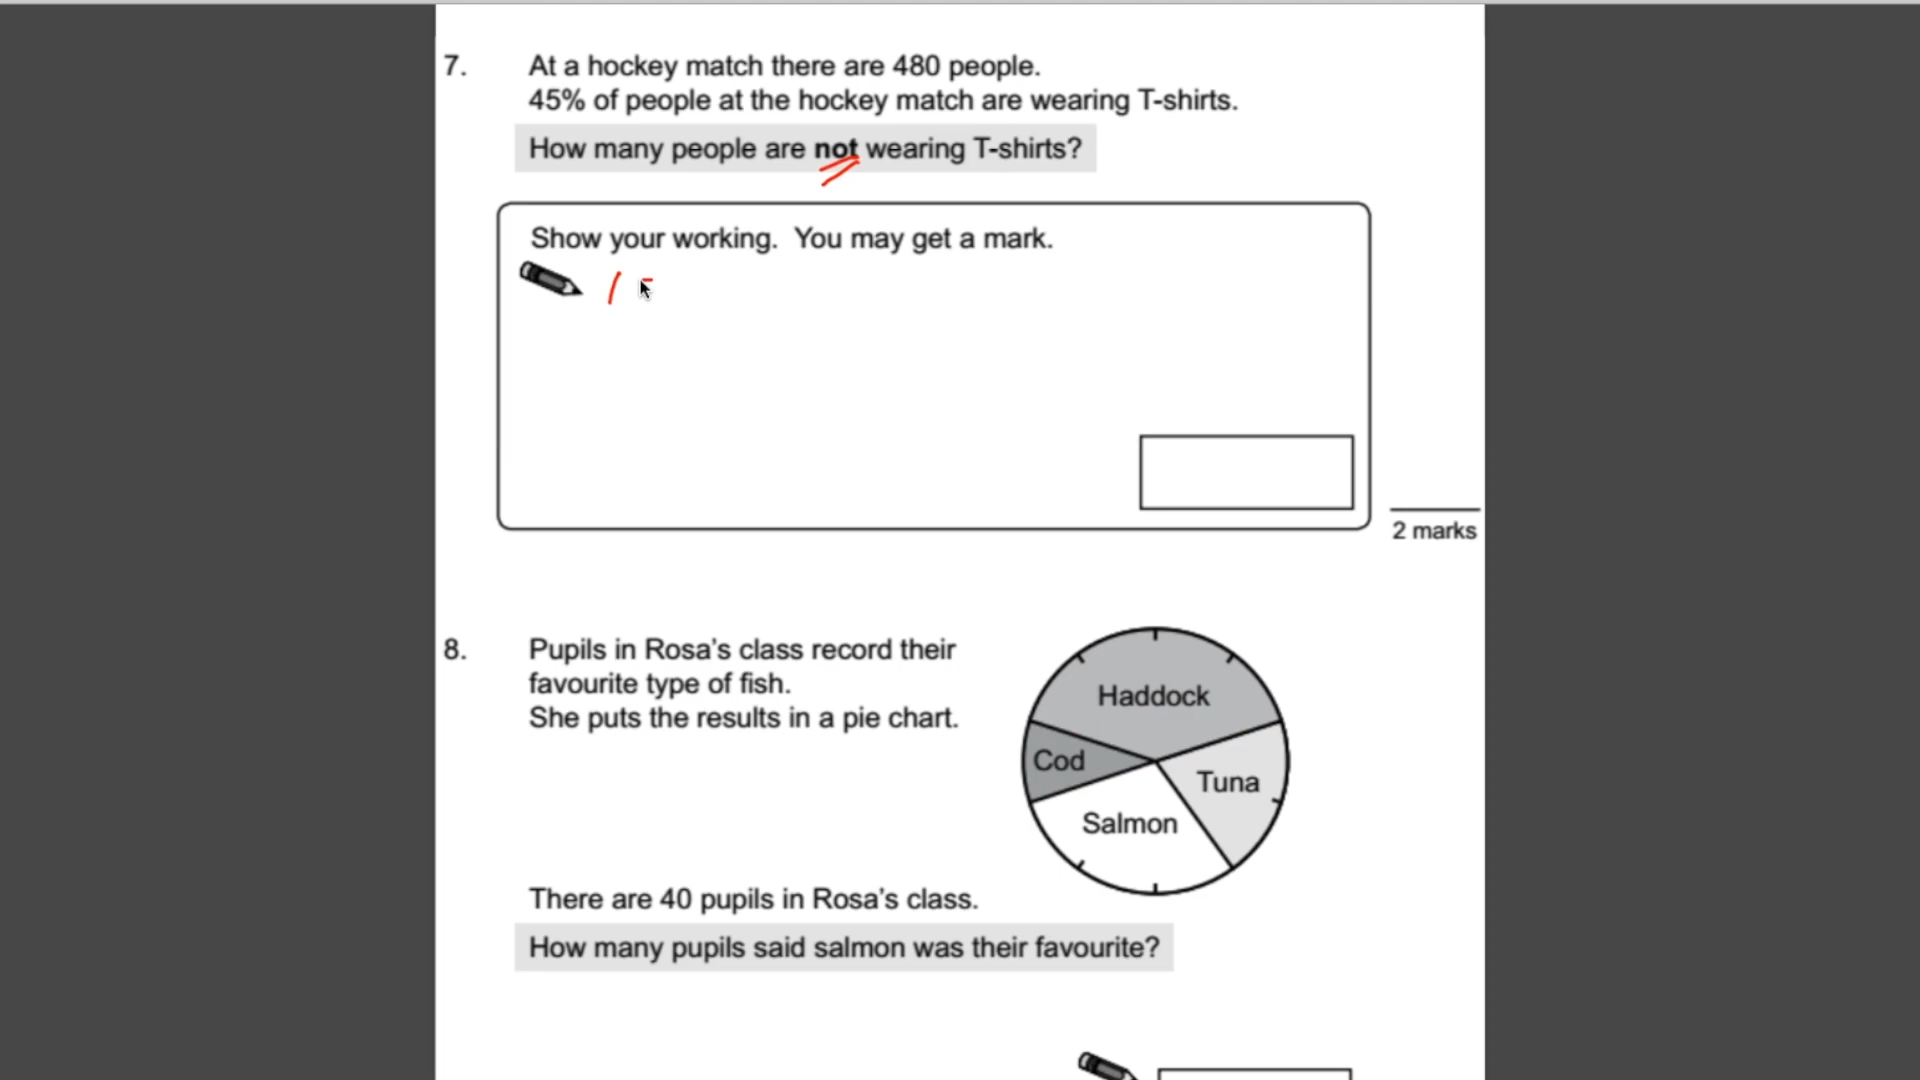 7. At a hockey match there are 480 people.
45% of people at the hockey match are wearing T-shirts.
How many people are not wearing T-shirts?
Show your working. You may get a mark.
2 marks
8. Pupils in Rosa's class record their
favourite type of fish.
She puts the results in a pie chart.
Haddock
Cod
Tuna
Salmon
There are 40 pupils in Rosa's class.
How many pupils said salmon was their favourite?